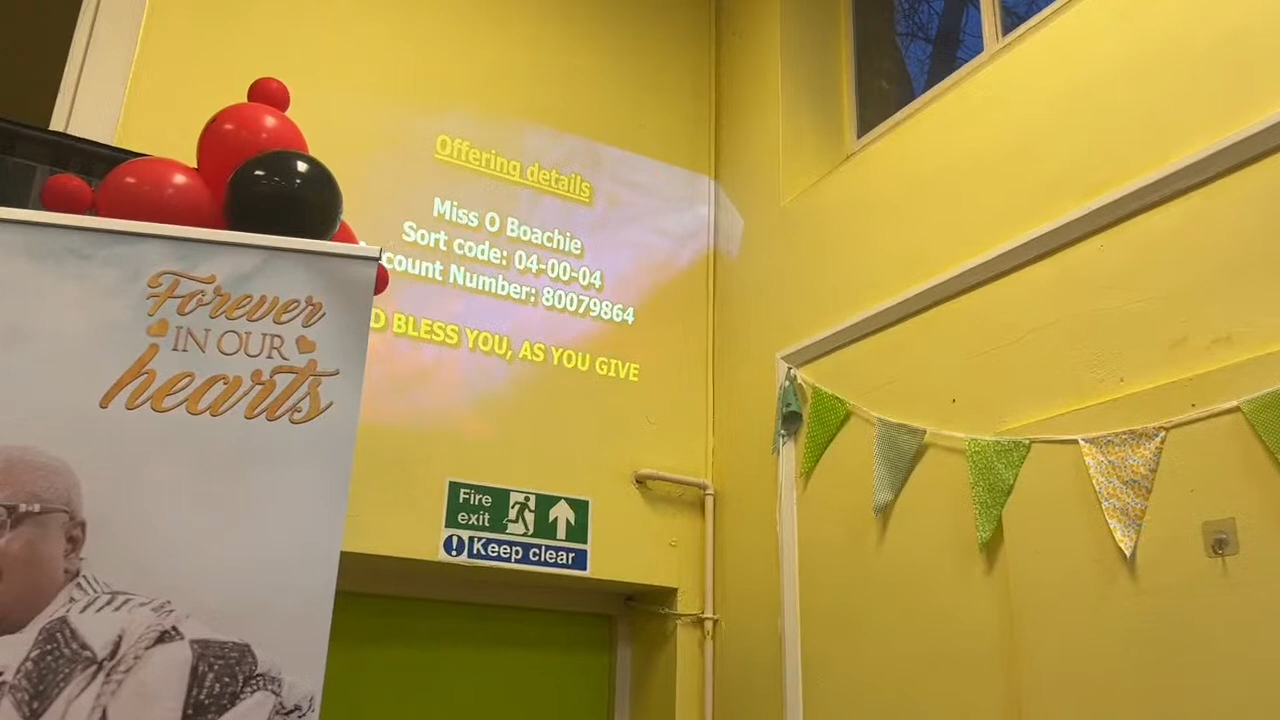 Offering details
Miss O Boachie
Sort code: 04-00-04
count Number: 80079864
D BLESS YOU, AS YOU GIVE
Forever
IN OUR
hearts
Fire
exit
Keep clear